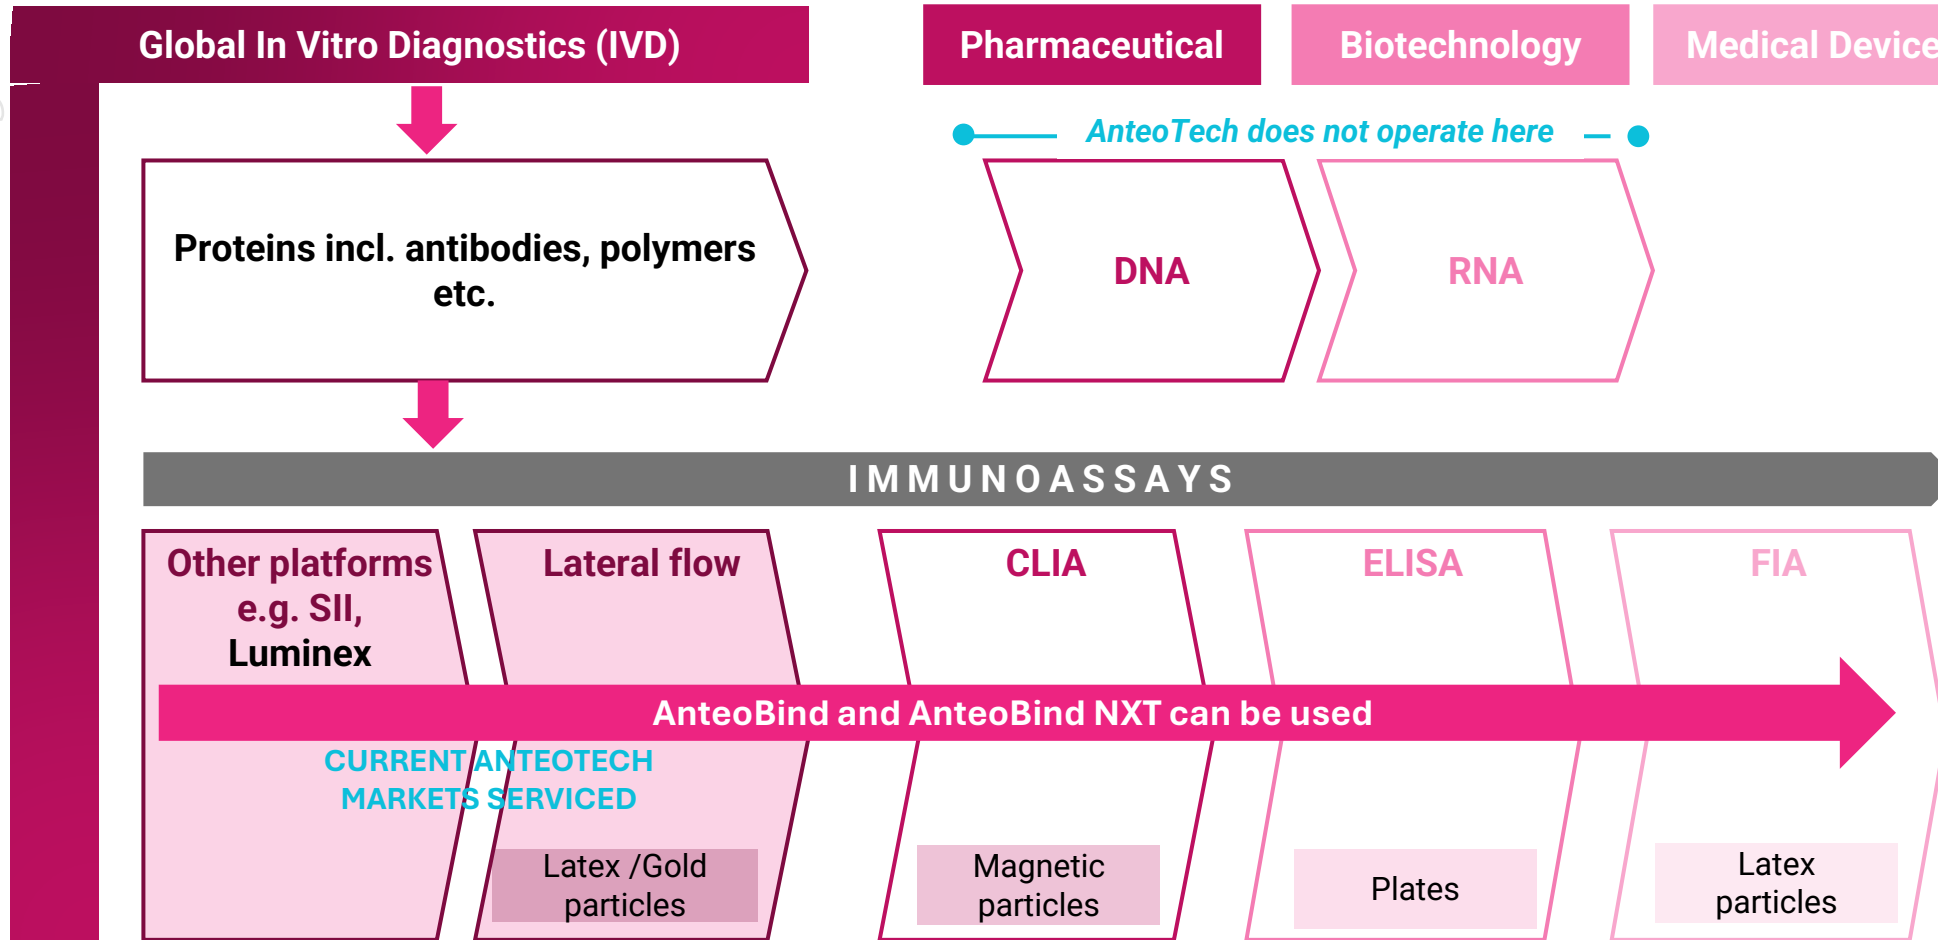 Global In Vitro Diagnostics (IVD)
Pharmaceutical
Biotechnology
Medical Device
AnteoTech does not operate here
Proteins incl. antibodies, polymers
etc.
DNA
RNA
IMMUNOASSAYS
Other platforms
e.g. SII,
Luminex
Lateral flow
CLIA
ELISA
FIA
AnteoBind and AnteoBind NXT can be used
CURRENT ANTEOTECH
MARKETS SERVICED
Latex /Gold
particles
Magnetic
particles
Plates
Latex
particles